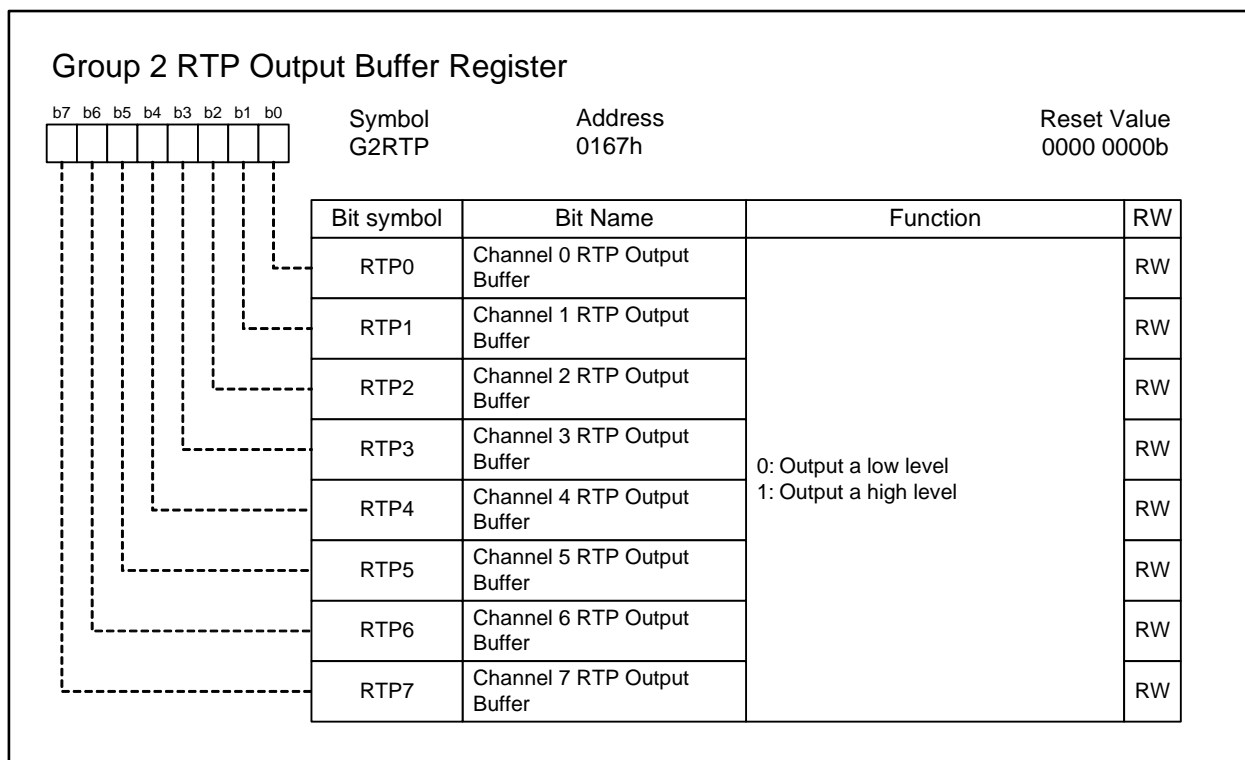 Group 2 RTP Output Buffer Register
b7 b6 b5 b4 b3 b2 b1 b0
Symbol Address Reset Value
G2RTP 0167h 0000 0000b
Bit symbol Bit Name Function RW
RTP0 Channel 0 RTP Output
Buffer RW
RTP1 Channel 1 RTP Output
Buffer RW
RTP2 Channel 2 RTP Output
Buffer RW
RTP3 Channel 3 RTP Output
Buffer RW
0: Output a low level
1: Output a high level
RTP4 Channel 4 RTP Output
Buffer RW
RTP5 Channel 5 RTP Output
Buffer RW
RTP6 Channel 6 RTP Output
Buffer RW
RTP7 Channel 7 RTP Output
Buffer RW